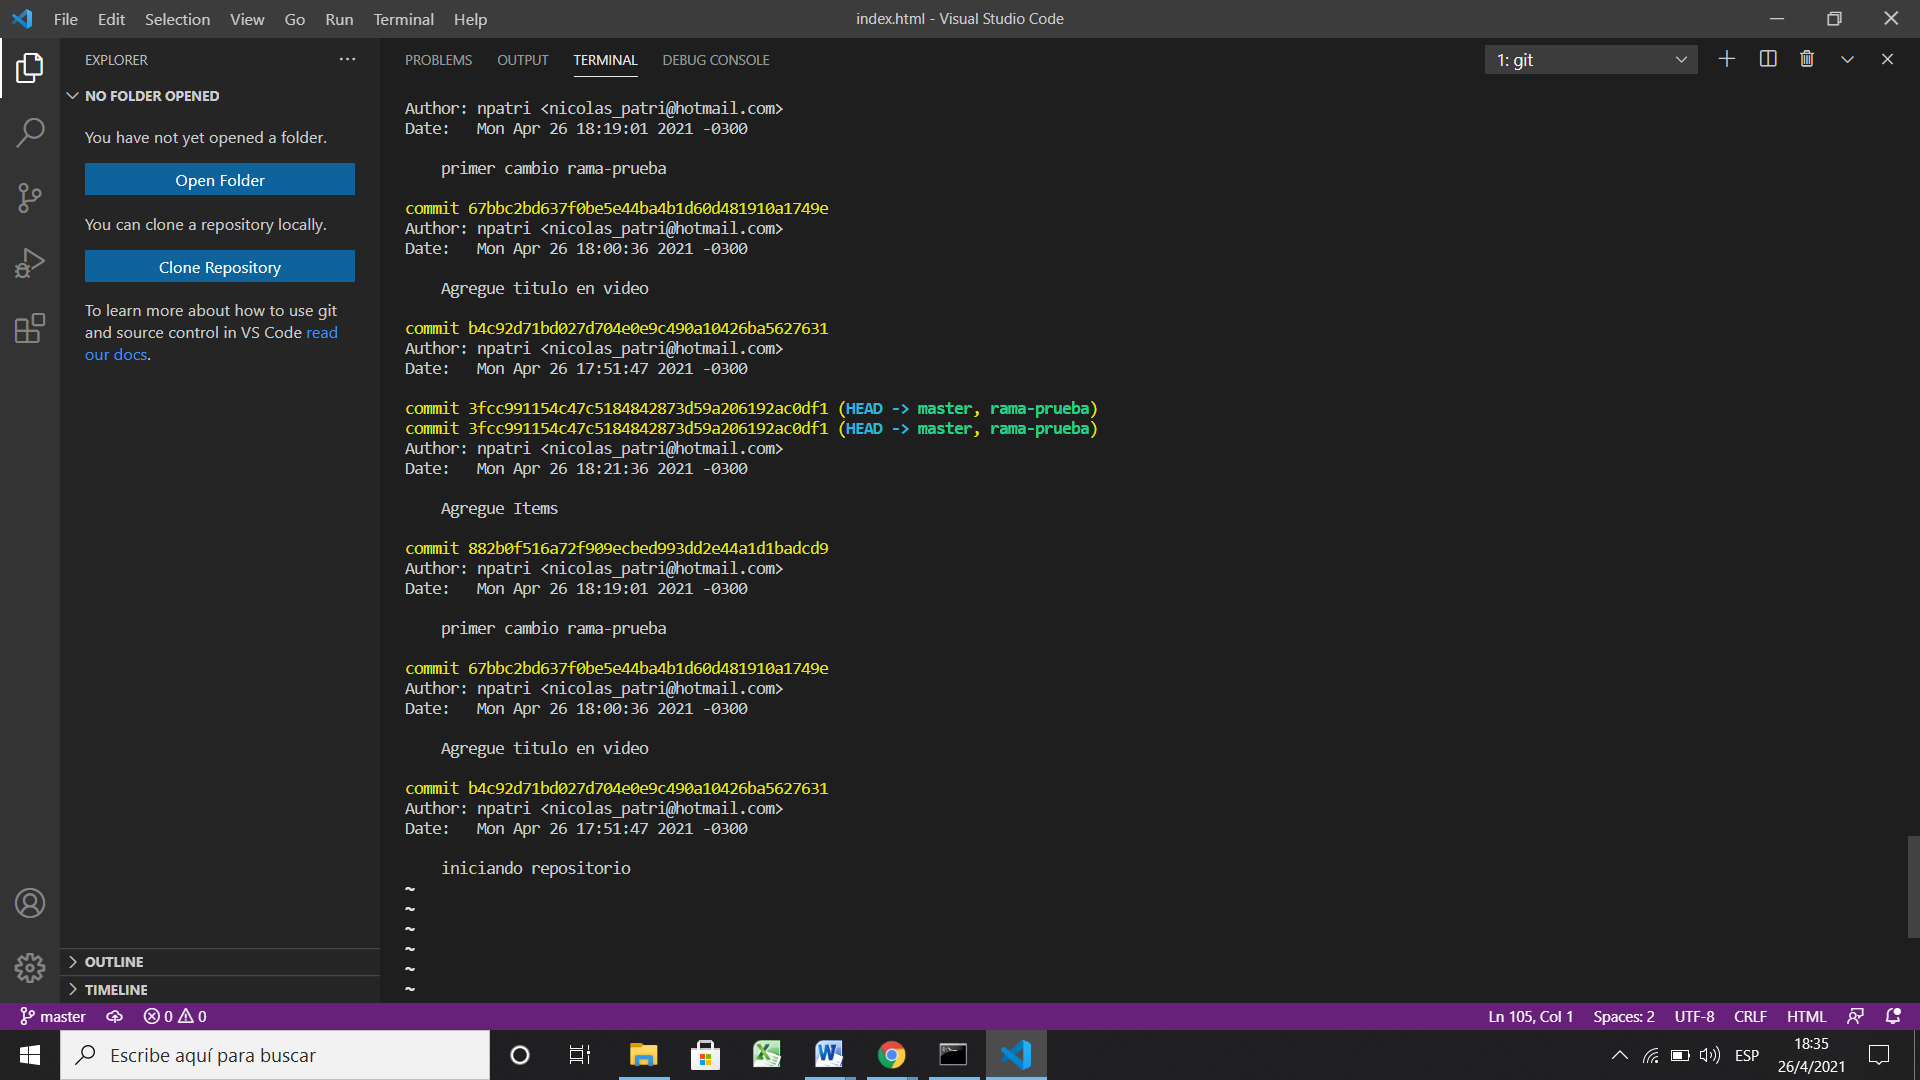 File Edit Selection View Go Run Terminal Help
index.html - Visual Studio Code
EXPLORER
NO FOLDER OPENED
You have not yet opened a folder.
Open Folder
You can clone a repository locally.
Clone Repository
To learn more about how to use git
and source control in VS Code read
our docs.
OUTLINE
TIMELINE
PROBLEMS OUTPUT TERMINAL DEBUG CONSOLE
1: git
Author: npatri <nicolas_patri@hotmail.com>
Date:   Mon Apr 26 18:19:01 2021 -0300
primer cambio rama-prueba
commit 67bbc2bd637f0be5e44ba4b1d60d481910a1749e
Author: npatri <nicolas_patri@hotmail.com>
Date:   Mon Apr 26 18:00:36 2021 -0300
Agregue titulo en video
commit b4c92d71bd027d704e0e9c490a10426ba5627631
Author: npatri <nicolas_patri@hotmail.com>
Date:   Mon Apr 26 17:51:47 2021 -0300
commit 3fcc991154c47c5184842873d59a206192ac0df1 (HEAD -> master, rama-prueba)
commit 3fcc991154c47c5184842873d59a206192ac0df1 (HEAD -> master, rama-prueba)
Author: npatri <nicolas_patri@hotmail.com>
Date:   Mon Apr 26 18:21:36 2021 -0300
Agregue Items
commit 882b0f516a72f909ecbed993dd2e44a1d1badcd9
Author: npatri <nicolas_patri@hotmail.com>
Date:   Mon Apr 26 18:19:01 2021 -0300
primer cambio rama-prueba
commit 67bbc2bd637f0be5e44ba4b1d60d481910a1749e
Author: npatri <nicolas_patri@hotmail.com>
Date:   Mon Apr 26 18:00:36 2021 -0300
Agregue titulo en video
commit b4c92d71bd027d704e0e9c490a10426ba5627631
Author: npatri <nicolas_patri@hotmail.com>
Date:   Mon Apr 26 17:51:47 2021 -0300
iniciando repositorio
~
~
~
~
~
~
master 0 0
Ln 105, Col 1 Spaces: 2 UTF-8 CRLF HTML
Escribe aquí para buscar
ESP
18:35
26/4/2021